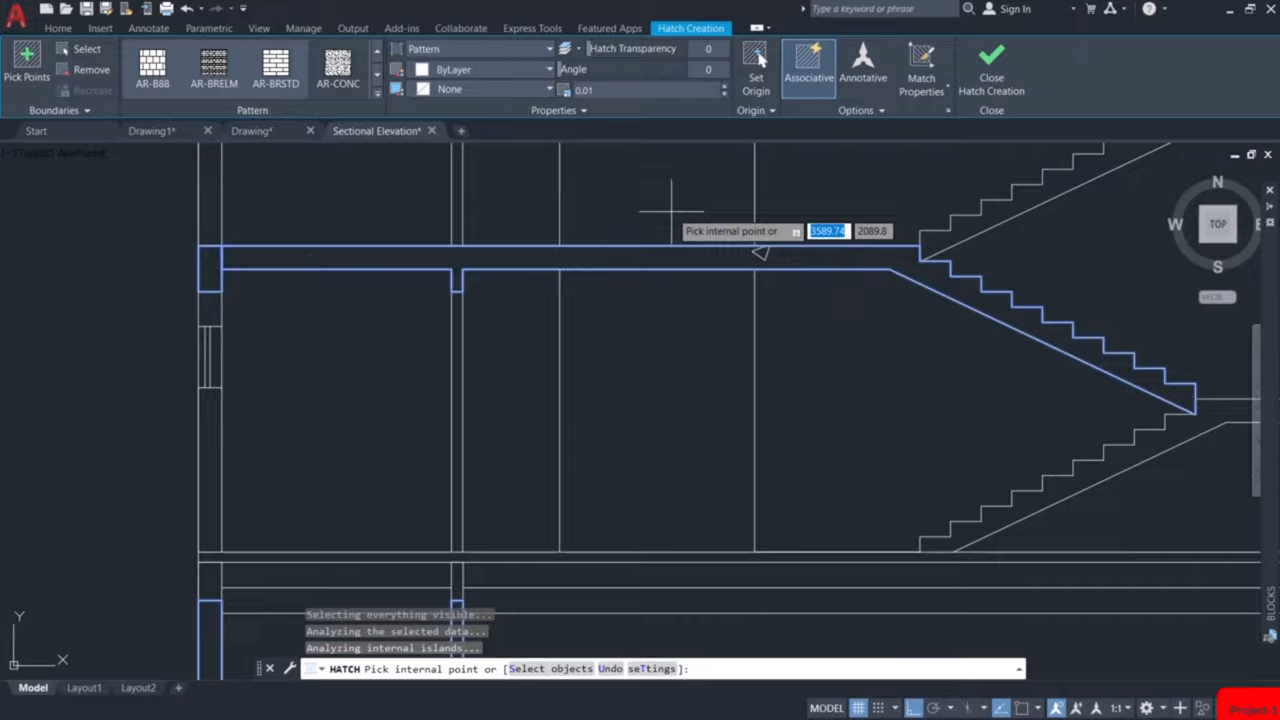 Type a keyword or phrase
Sign In
Home Insert Annotate Parametric View Manage Output Add-ins Collaborate Express Tools Featured Apps Hatch Creation
Pick Points
Select
Remove
Recreate
Boundaries
AR-B88 AR-BRELM AR-BRSTD AR-CONC
Pattern
Pattern
ByLayer
None
Hatch Transparency 0
Angle 0
0.01
Properties
Set
Origin
Origin
Associative
Annotative
Match
Properties
Options
Close
Hatch Creation
Close
Start Drawing1* Drawing* Sectional Elevation*
N
W TOP E
S
WCS
Pick internal point or 3589.74 2089.8
BLOCKS
Y
X
Selecting everything visible...
Analyzing the selected data...
Analyzing internal islands...
HATCH Pick internal point or [Select objects Undo seTtings]:
Model Layout1 Layout2
MODEL 1:1
Project- 1